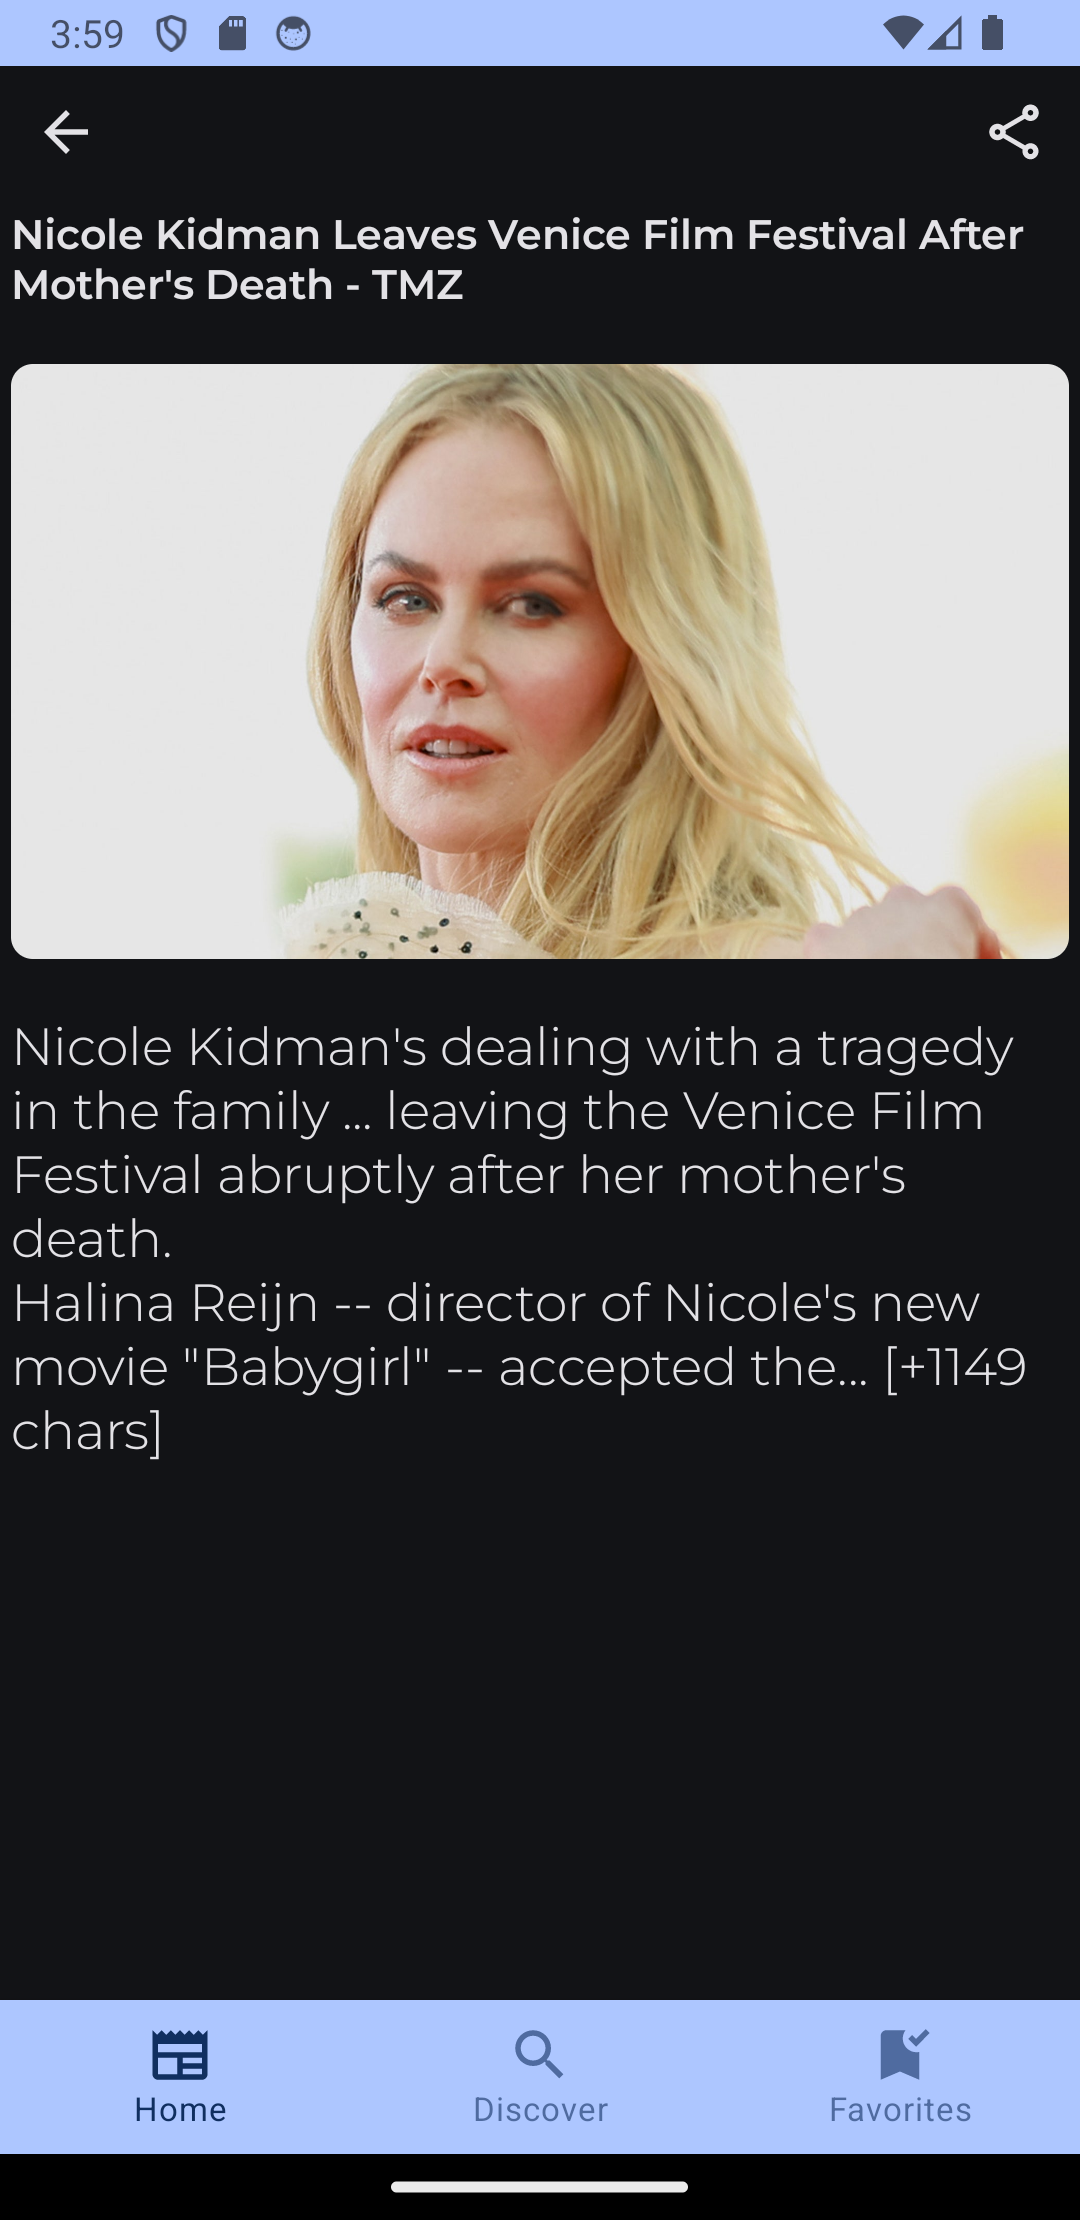 3:59
Nicole Kidman Leaves Venice Film Festival After
Mother's Death - TMZ
Nicole Kidman's dealing with a tragedy
in the family ... leaving the Venice Film
Festival abruptly after her mother's
death.
Halina Reijn -- director of Nicole's new
movie "Babygirl" -- accepted the... [+1149
chars]
Home
Discover
Favorites